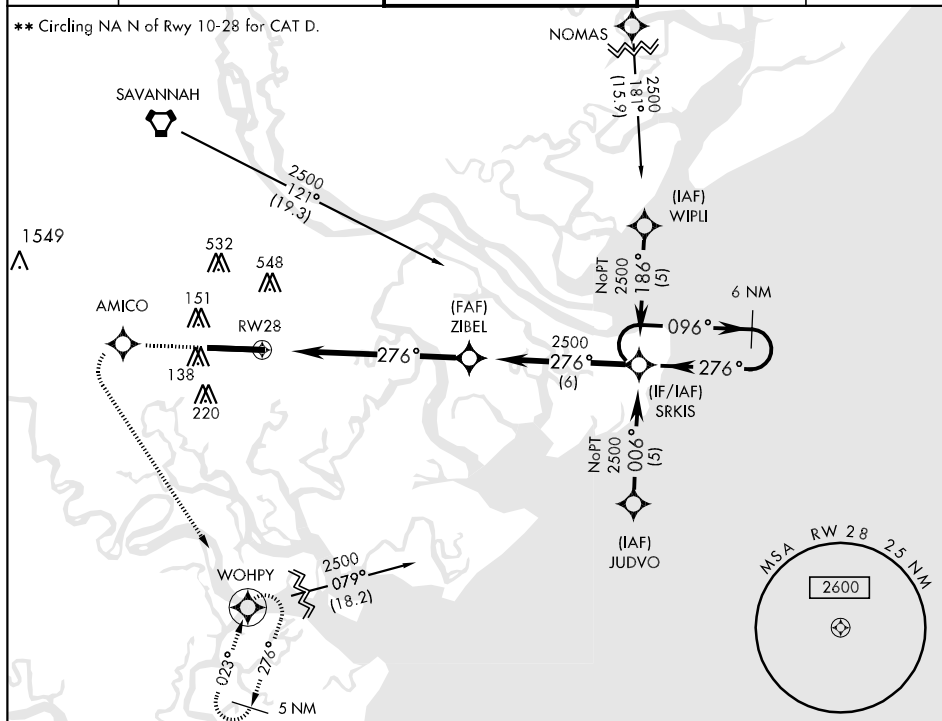 ** Circling NA N of Rwy 10-28 for CAT D.
NOMAS
2500
181°
(15.9)
SAVANNAH
2500
121°
(19.3)
(IAF)
WIPLI
1549
532
548
NoPT
2500
186°
(5)
6 NM
AMICO
151
RW28
(FAF)
ZIBEL
096°
276°
2500
276°
(6)
276°
138
(IF/IAF)
SRKIS
220
NoPT
2500
006°
(5)
(IAF)
JUDVO
WOHPY
2500
079°
(18.2)
MSA RW 28 25 NM
2600
023°
276°
5 NM